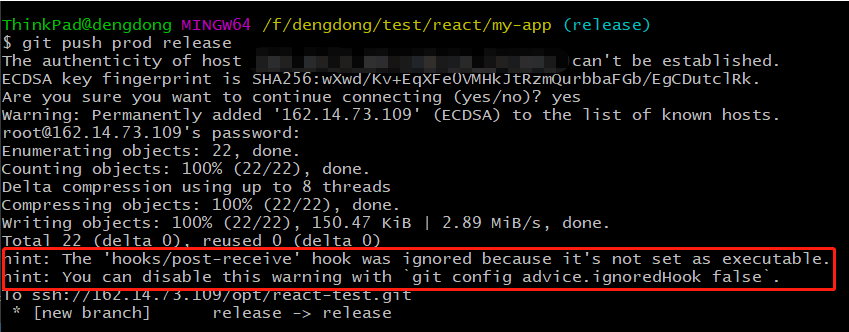 ThinkPad@dengdong MINGW64 /f/dengdong/test/react/my-app (release)
$ git push prod release
The authenticity of host can't be established.
ECDSA key fingerprint is SHA256:wXwd/Kv+EqXFeOVMHkJtRzmQurbbaFGb/EgCDutclRk.
Are you sure you want to continue connecting (yes/no)? yes
Warning: Permanently added '162.14.73.109' (ECDSA) to the list of known hosts.
root@162.14.73.109's password:
Enumerating objects: 22, done.
Counting objects: 100% (22/22), done.
Delta compression using up to 8 threads
Compressing objects: 100% (22/22), done.
Writing objects: 100% (22/22), 150.47 KiB | 2.89 MiB/s, done.
Total 22 (delta 0), reused 0 (delta 0)
hint: The 'hooks/post-receive' hook was ignored because it's not set as executable.
hint: You can disable this warning with `git config advice.ignoredHook false`.
To ssh://162.14.73.109/opt/react-test.git
 * [new branch]      release -> release